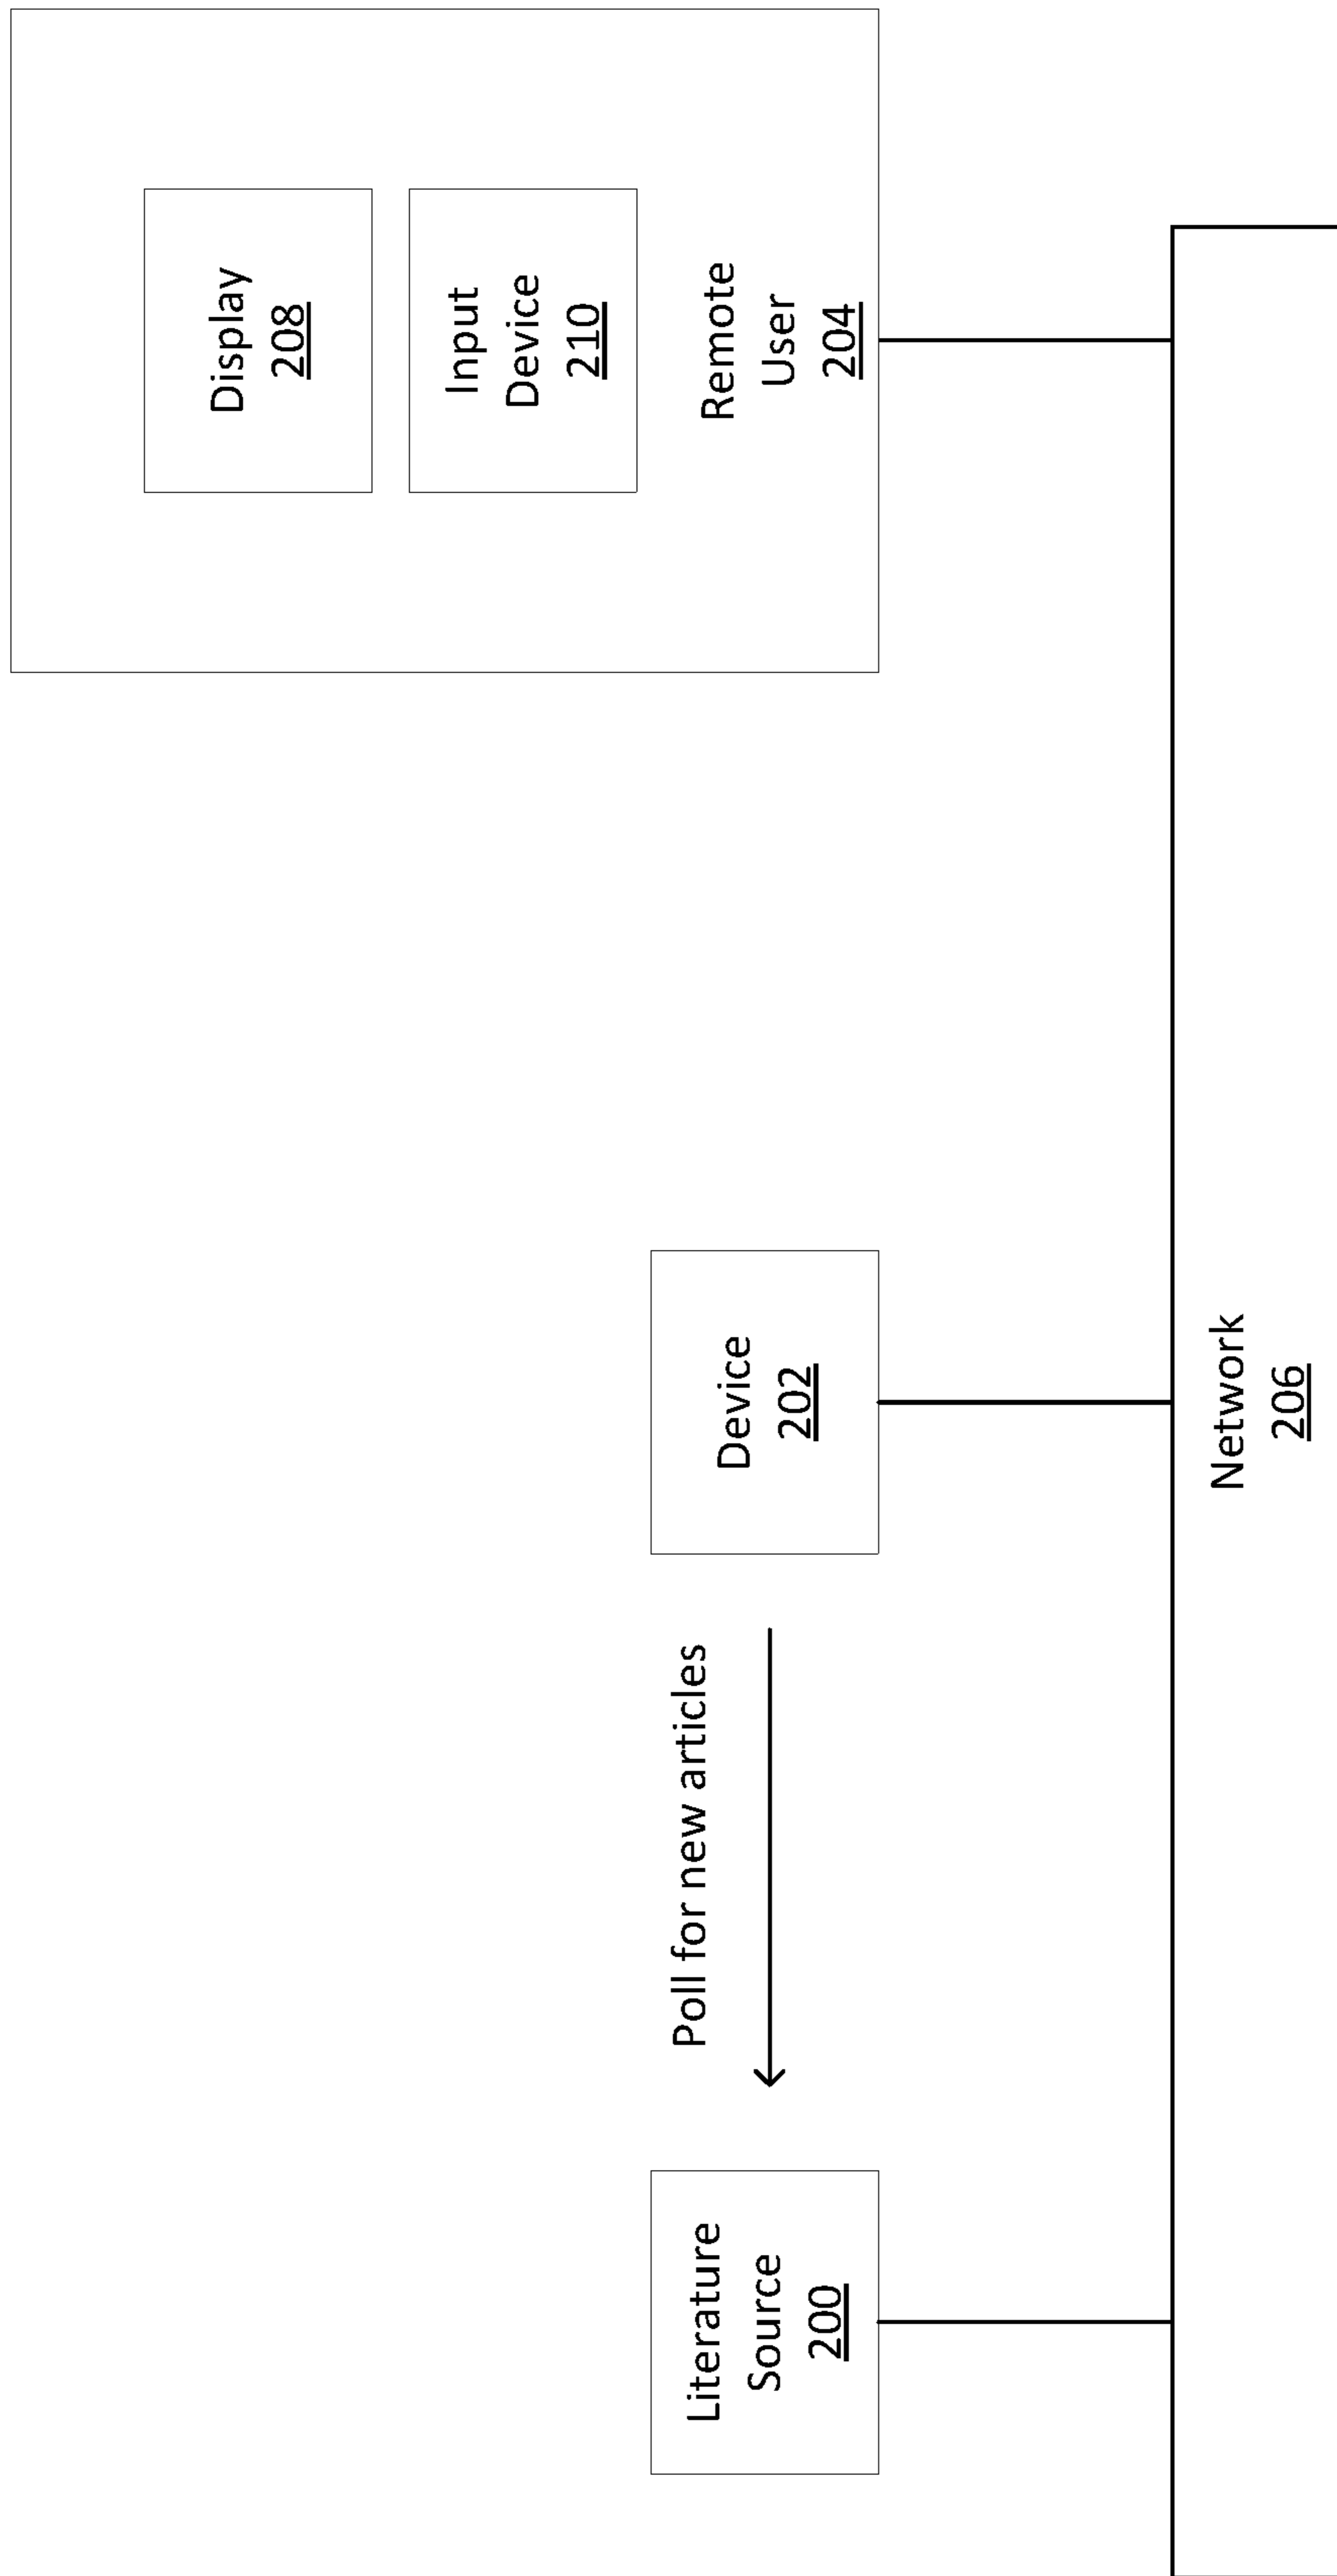 Literature
Source
200
Poll for new articles
Device
202
Display
208
Input
Device
210
Remote
User
204
Network
206